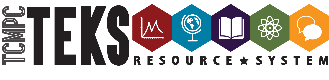 TCMPC
TEKS
RESOURCE ★ SYSTEM